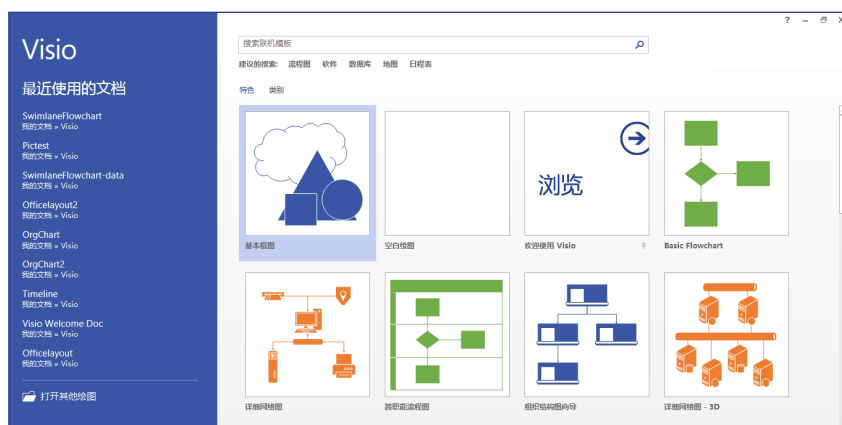 ? – ×
Visio
最近使用的文档
SwimlaneFlowchart
我的文档 » Visio
Pictest
我的文档 » Visio
SwimlaneFlowchart-data
我的文档 » Visio
Officelayout2
我的文档 » Visio
OrgChart
我的文档 » Visio
OrgChart2
我的文档 » Visio
Timeline
我的文档 » Visio
Visio Welcome Doc
我的文档 » Visio
Officelayout
我的文档 » Visio
打开其他绘图
搜索联机模板
建议的搜索: 流程图 软件 数据库 地图 日程表
特色 类别
浏览
基本框图 空白绘图 欢迎使用 Visio Basic Flowchart
详细网络图 跨职能流程图 组织结构图向导 详细网络图 - 3D